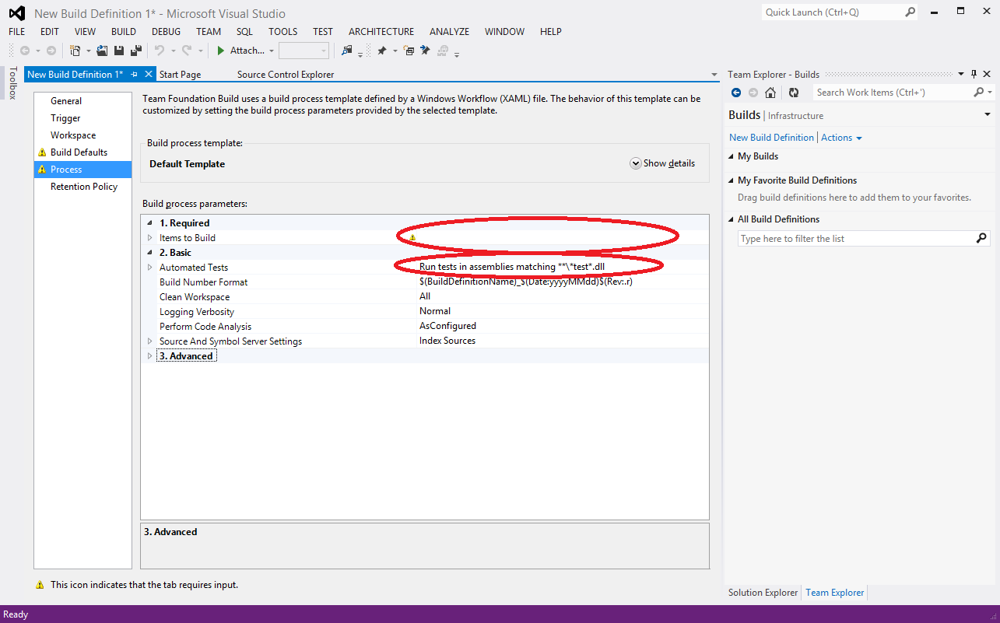 New Build Definition 1* - Microsoft Visual Studio
Quick Launch (Ctrl+Q)
FILE EDIT VIEW BUILD DEBUG TEAM SQL TOOLS TEST ARCHITECTURE ANALYZE WINDOW HELP
Attach...
Toolbox
New Build Definition 1* Start Page Source Control Explorer
General
Trigger
Workspace
Build Defaults
Process
Retention Policy
Team Foundation Build uses a build process template defined by a Windows Workflow (XAML) file. The behavior of this template can be
customized by setting the build process parameters provided by the selected template.
Build process template:
Default Template
Show details
Build process parameters:
1. Required
Items to Build
2. Basic
Automated Tests Run tests in assemblies matching **\*test*.dll
Build Number Format $(BuildDefinitionName)_$(Date:yyyyMMdd)$(Rev:.r)
Clean Workspace All
Logging Verbosity Normal
Perform Code Analysis AsConfigured
Source And Symbol Server Settings Index Sources
3. Advanced
3. Advanced
This icon indicates that the tab requires input.
Team Explorer - Builds
Search Work Items (Ctrl+')
Builds | Infrastructure
New Build Definition | Actions
My Builds
My Favorite Build Definitions
Drag build definitions here to add them to your favorites.
All Build Definitions
Type here to filter the list
Solution Explorer Team Explorer
Ready